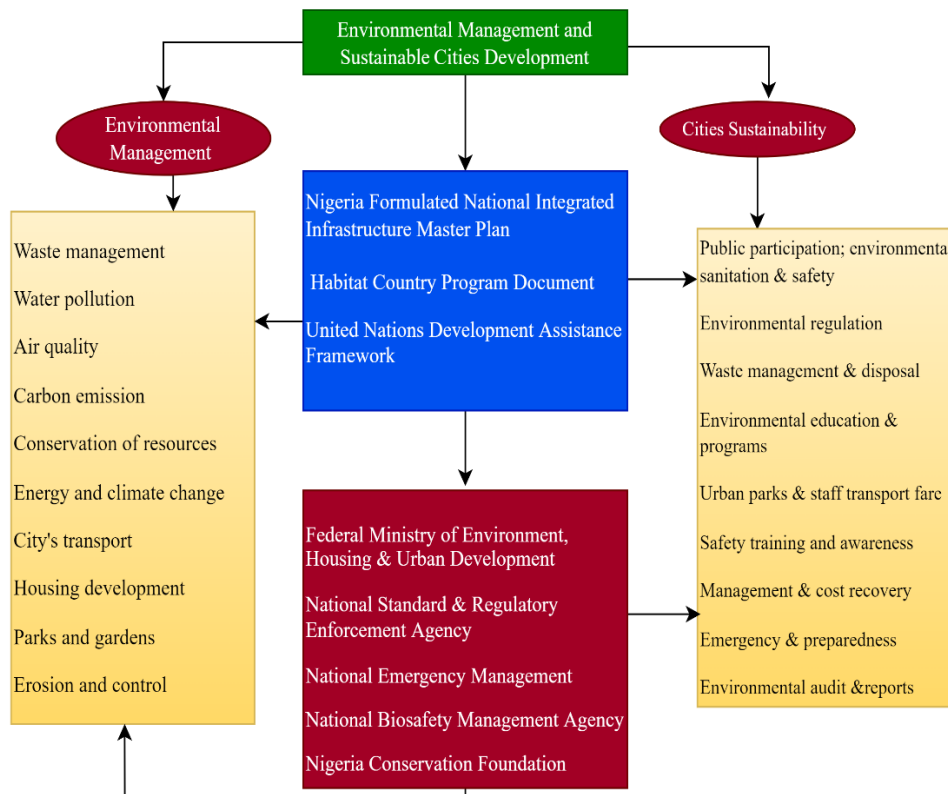 Environmental Management and
Sustainable Cities Development
Environmental
Management
Cities Sustainability
Nigeria Formulated National Integrated
Infrastructure Master Plan
Habitat Country Program Document
United Nations Development Assistance
Framework
Waste management
Water pollution
Air quality
Carbon emission
Conservation of resources
Energy and climate change
City's transport
Housing development
Parks and gardens
Erosion and control
Public participation; environmenta
sanitation & safety
Environmental regulation
Waste management & disposal
Environmental education &
programs
Urban parks & staff transport fare
Safety training and awareness
Management & cost recovery
Emergency & preparedness
Environmental audit &reports
Federal Ministry of Environment,
Housing & Urban Development
National Standard & Regulatory
Enforcement Agency
National Emergency Management
National Biosafety Management Agency
Nigeria Conservation Foundation